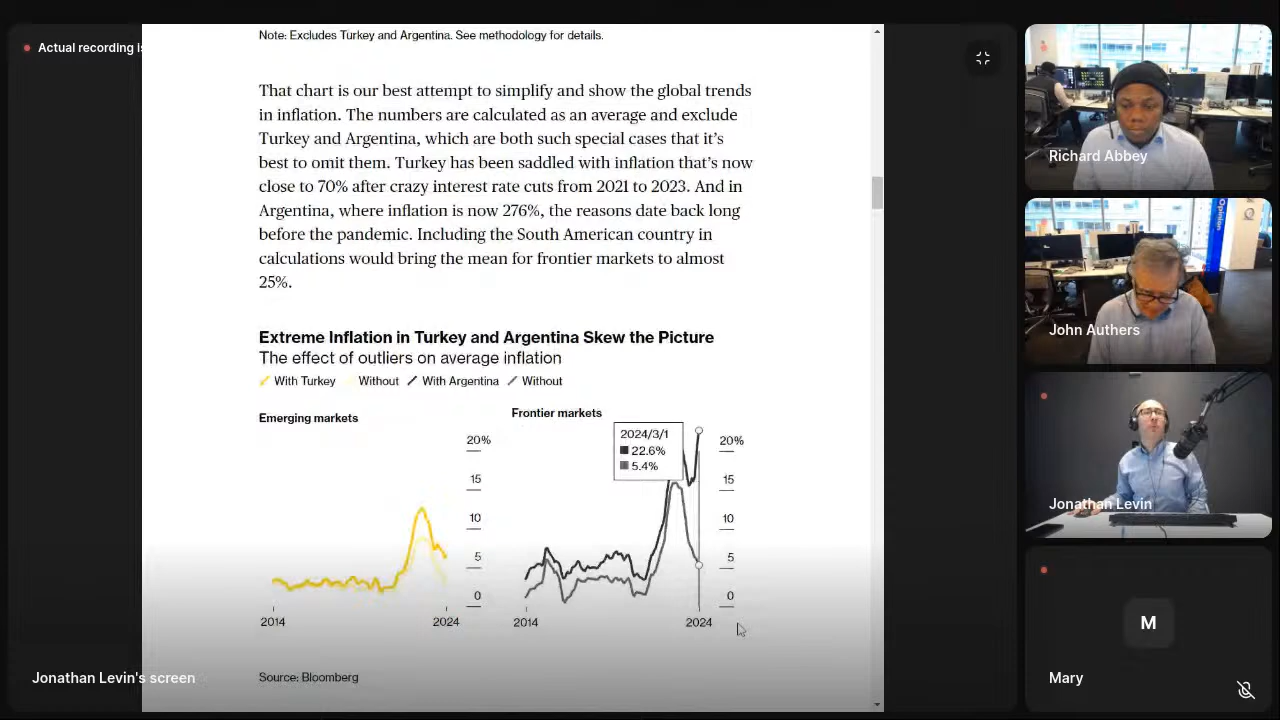 Actual recording is
Note: Excludes Turkey and Argentina. See methodology for details.
That chart is our best attempt to simplify and show the global trends
in inflation. The numbers are calculated as an average and exclude
Turkey and Argentina, which are both such special cases that it's
best to omit them. Turkey has been saddled with inflation that's now
close to 70% after crazy interest rate cuts from 2021 to 2023. And in
Argentina, where inflation is now 276%, the reasons date back long
before the pandemic. Including the South American country in
calculations would bring the mean for frontier markets to almost
25%.
Extreme Inflation in Turkey and Argentina Skew the Picture
The effect of outliers on average inflation
With Turkey Without With Argentina Without
Emerging markets
20%
15
10
5
0
2014 2024
Frontier markets
2024/3/1
22.6%
5.4%
20%
15
10
5
0
2014 2024
Source: Bloomberg
Jonathan Levin's screen
Richard Abbey
Opinion
John Authers
Jonathan Levin
M
Mary